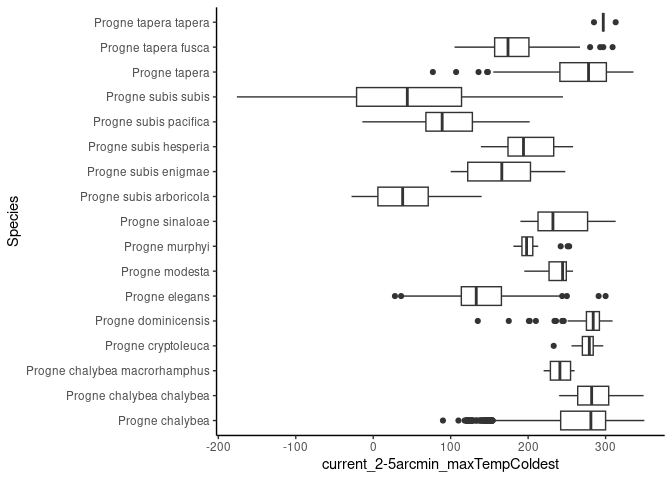 Progne tapera tapera
Progne tapera fusca
Progne tapera
Progne subis subis
Progne subis pacifica
Progne subis hesperia
Progne subis enigmae
Progne subis arboricola
Progne sinaloae
Progne murphyi
Progne modesta
Progne elegans
Progne dominicensis
Progne cryptoleuca
Progne chalybea macrorhamphus
Progne chalybea chalybea
Progne chalybea
Species
-200 -100 0 100 200 300
current_2-5arcmin_maxTempColdest